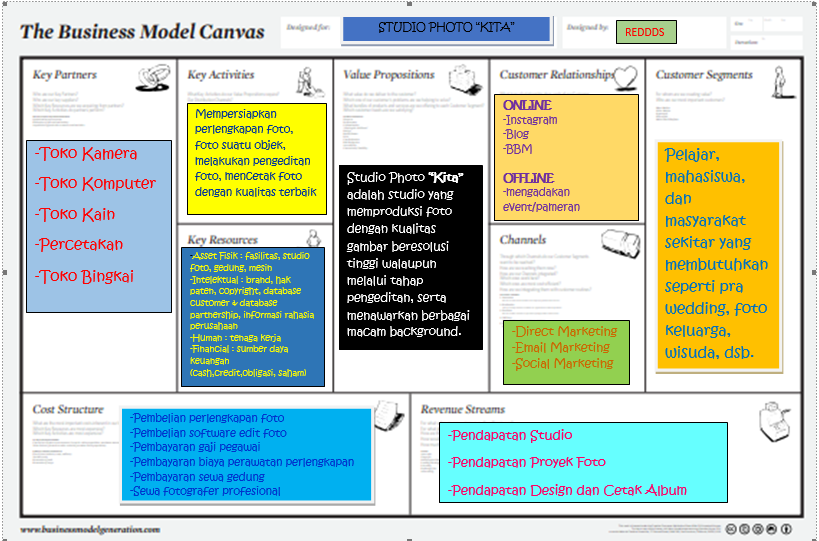 The Business Model Canvas
Designed for:
STUDIO PHOTO "KITA"
Designed by:
REDDDS
On:
Iteration:
Key Partners
-Toko Kamera
-Toko Komputer
-Toko Kain
-Percetakan
-Toko Bingkai
Key Activities
Mempersiapkan
perlengkapan foto,
foto suatu objek,
melakukan pengeditan
foto, menCetak foto
dengan kualitas terbaik
Key Resources
-Asset Fisik : fasilitas, studio
foto, gedung, mesin
-Intelektual : brand, hak
paten, copyright, database
customer & database
partnership, informasi rahasia
perusahaan
-Human : tenaga kerja
-Financial : sumber daya
keuangan
(Cash,Credit,Obligasi, saham)
Value Propositions
Studio Photo "Kita"
adalah studio yang
memproduksi foto
dengan kualitas
gambar beresolusi
tinggi walaupun
melalui tahap
pengeditan, serta
menawarkan berbagai
macam background.
Customer Relationships
ONLINE
-Instagram
-Blog
-BBM
OFFLINE
-mengadakan
event/pameran
Channels
-Direct Marketing
-Email Marketing
-Social Marketing
Customer Segments
Pelajar,
mahasiswa,
dan
masyarakat
sekitar yang
membutuhkan
seperti pra
wedding, foto
keluarga,
wisuda, dsb.
Cost Structure
-Pembelian perlengkapan foto
-Pembelian software edit foto
-Pembayaran gaji pegawai
-Pembayaran biaya perawatan perlengkapan
-Pembayaran sewa gedung
-Sewa fotografer profesional
Revenue Streams
-Pendapatan Studio
-Pendapatan Proyek Foto
-Pendapatan Design dan Cetak Album
www.businessmodelgeneration.com